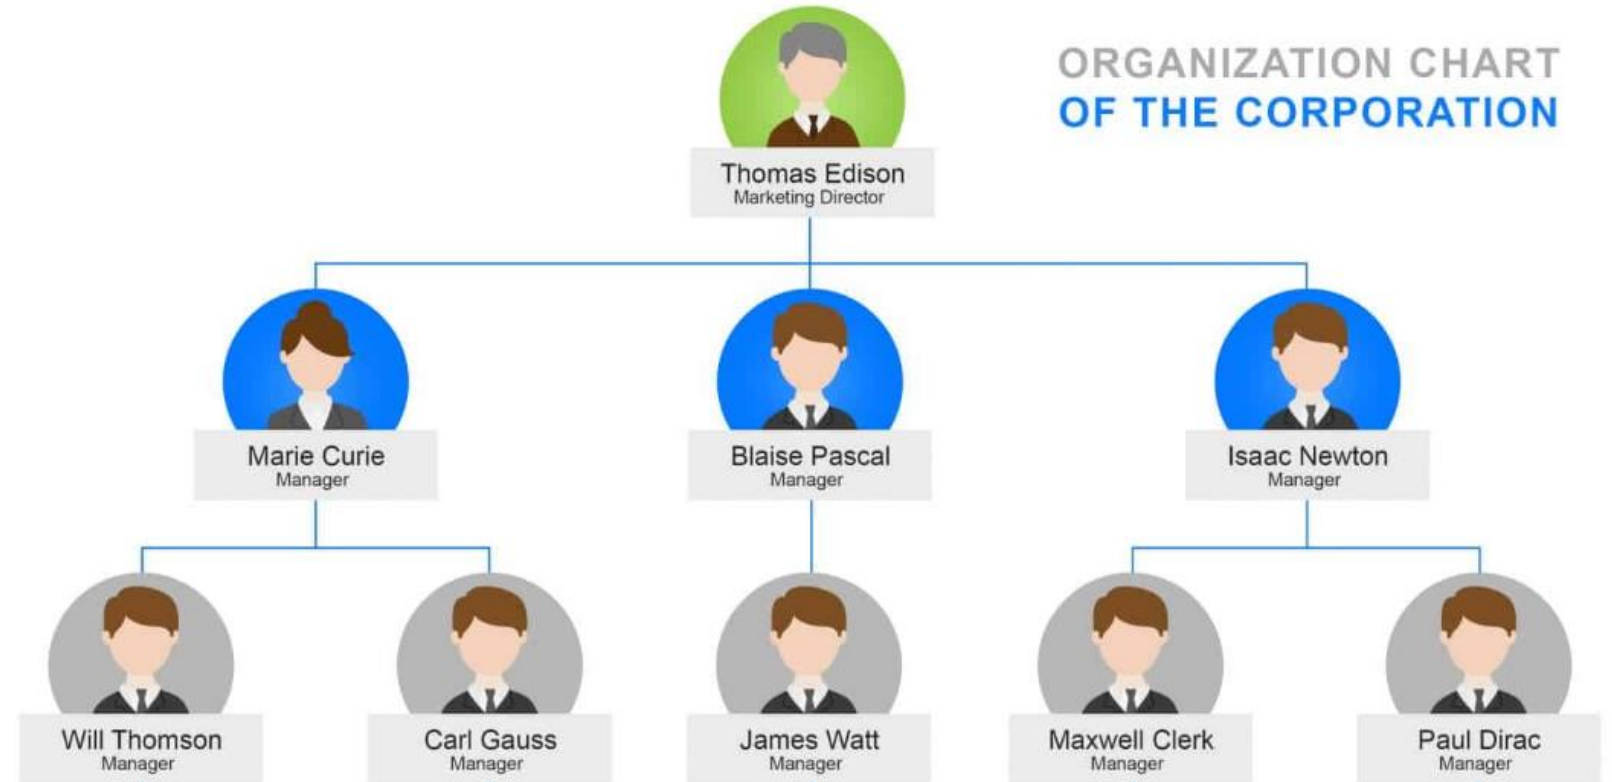 ORGANIZATION CHART
OF THE CORPORATION
Thomas Edison
Marketing Director
Marie Curie
Manager
Blaise Pascal
Manager
Isaac Newton
Manager
Will Thomson
Manager
Carl Gauss
Manager
James Watt
Manager
Maxwell Clerk
Manager
Paul Dirac
Manager